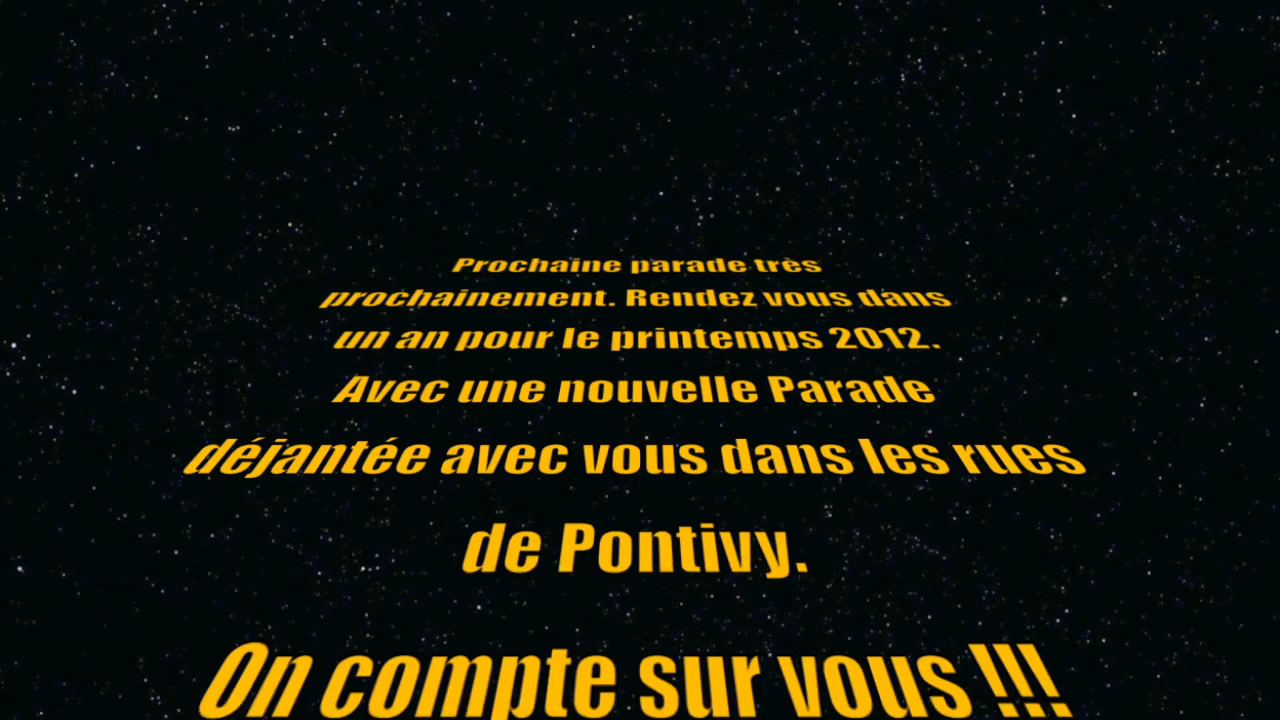 Prochaine parade très
prochainement. Rendez vous dans
un an pour le printemps 2012.
Avec une nouvelle Parade
déjantée avec vous dans les rues
de Pontivy.
On compte sur vous !!!